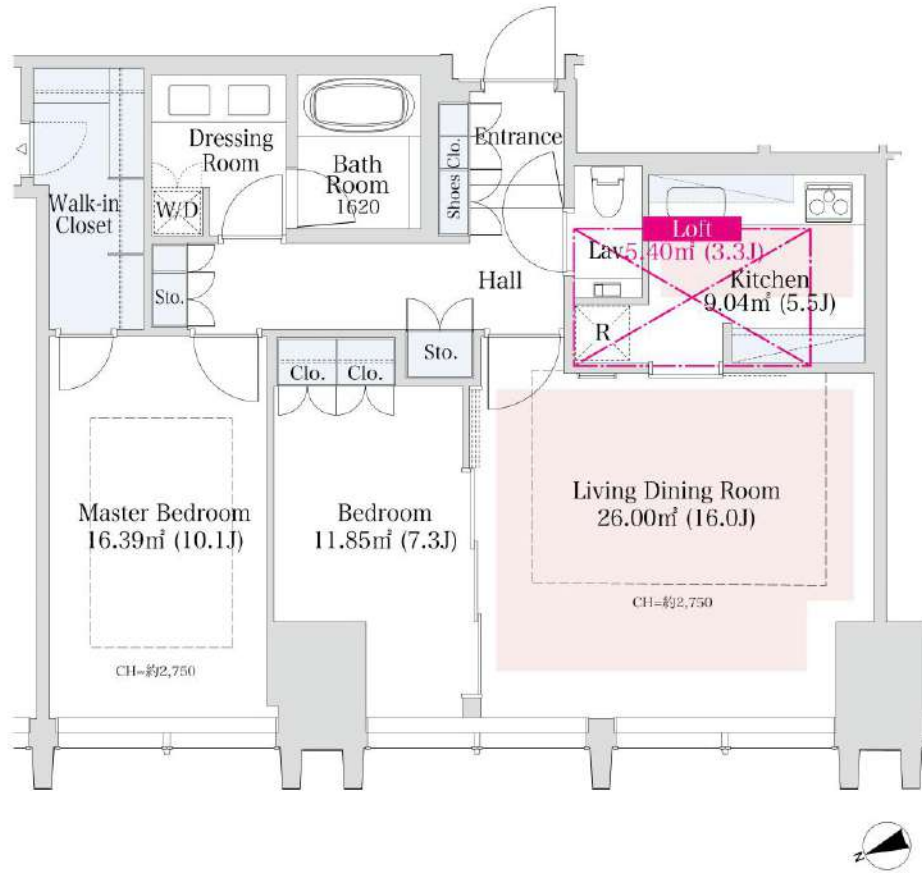 Entrance
Shoes Clo.
Dressing
Room
Bath
Room
1620
Walk-in
Closet
W/D
Loft
Lav.
5.40㎡ (3.3J)
Kitchen
9.04㎡ (5.5J)
Hall
Sto.
R
Sto.
Clo.
Clo.
Master Bedroom
16.39㎡ (10.1J)
CH=約2,750
Bedroom
11.85㎡ (7.3J)
Living Dining Room
26.00㎡ (16.0J)
CH=約2,750
N